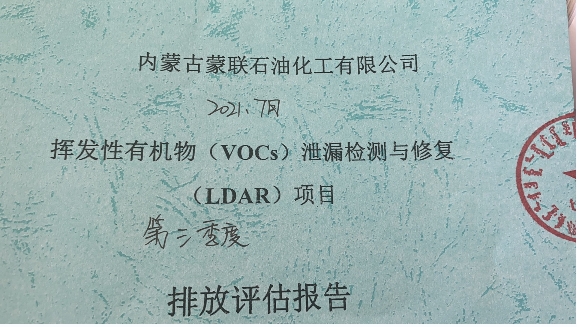 内蒙古蒙联石油化工有限公司
2021.7月
挥发性有机物（VOCs）泄漏检测与修复
（LDAR）项目
第三季度
排放评估报告